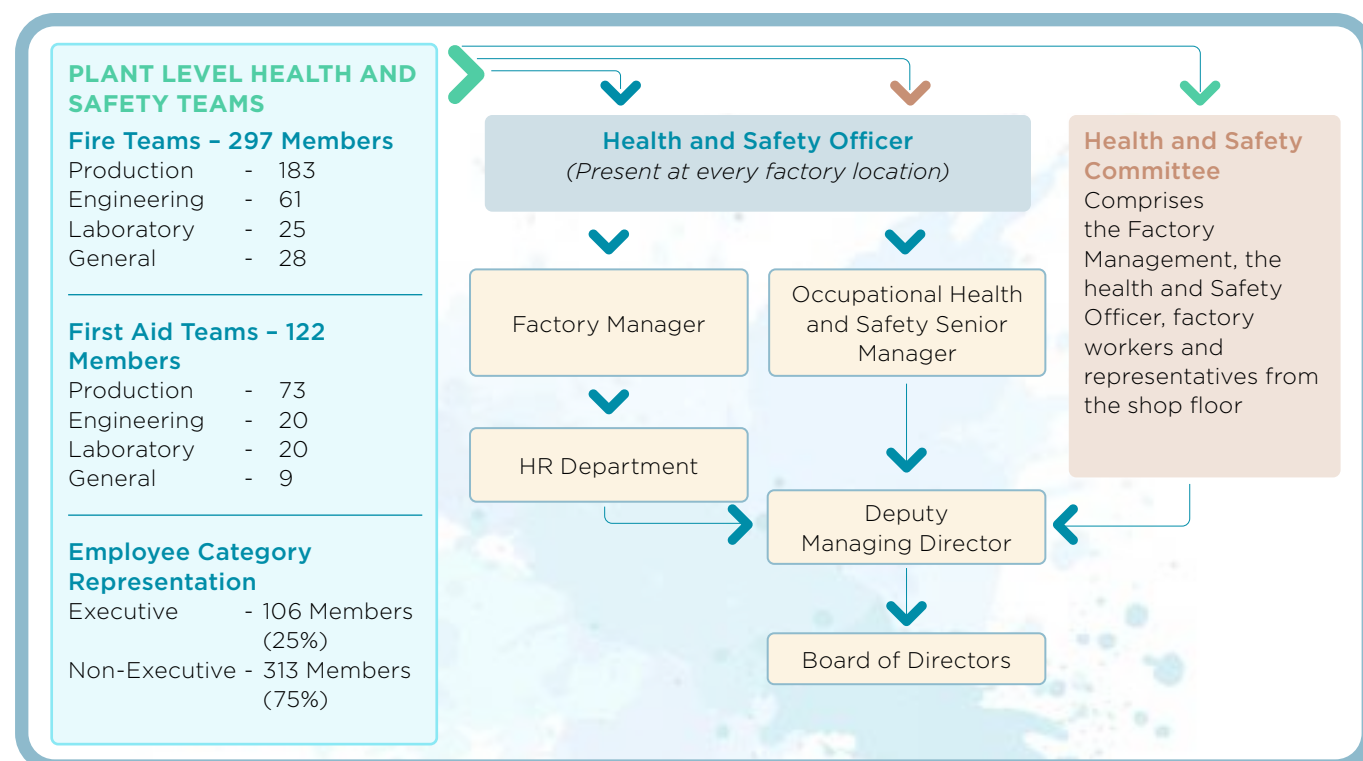 PLANT LEVEL HEALTH AND
SAFETY TEAMS
Fire Teams – 297 Members
Production - 183
Engineering - 61
Laboratory - 25
General - 28
First Aid Teams – 122
Members
Production - 73
Engineering - 20
Laboratory - 20
General - 9
Employee Category
Representation
Executive - 106 Members
(25%)
Non-Executive - 313 Members
(75%)
Health and Safety Officer
(Present at every factory location)
Factory Manager
HR Department
Occupational Health
and Safety Senior
Manager
Deputy
Managing Director
Board of Directors
Health and Safety
Committee
Comprises
the Factory
Management, the
health and Safety
Officer, factory
workers and
representatives from
the shop floor